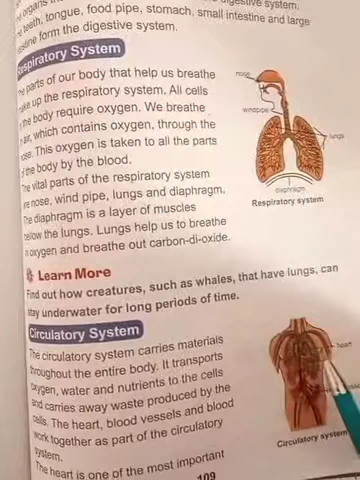 digestive system.
teeth, tongue, food pipe, stomach, small intestine and large
form the digestive system.
Respiratory System
parts of our body that help us breathe
up the respiratory system. All cells
the body require oxygen. We breathe
air, which contains oxygen, through the
This oxygen is taken to all the parts
of the body by the blood.
The vital parts of the respiratory system
nose, wind pipe, lungs and diaphragm.
The diaphragm is a layer of muscles
below the lungs. Lungs help us to breathe
in oxygen and breathe out carbon-di-oxide.
nose
windpipe
lungs
diaphragm
Respiratory system
Learn More
Find out how creatures, such as whales, that have lungs, can
stay underwater for long periods of time.
Circulatory System
The circulatory system carries materials
throughout the entire body. It transports
oxygen, water and nutrients to the cells
and carries away waste produced by the
cells. The heart, blood vessels and blood
work together as part of the circulatory
system.
The heart is one of the most important
heart
Circulatory system
109